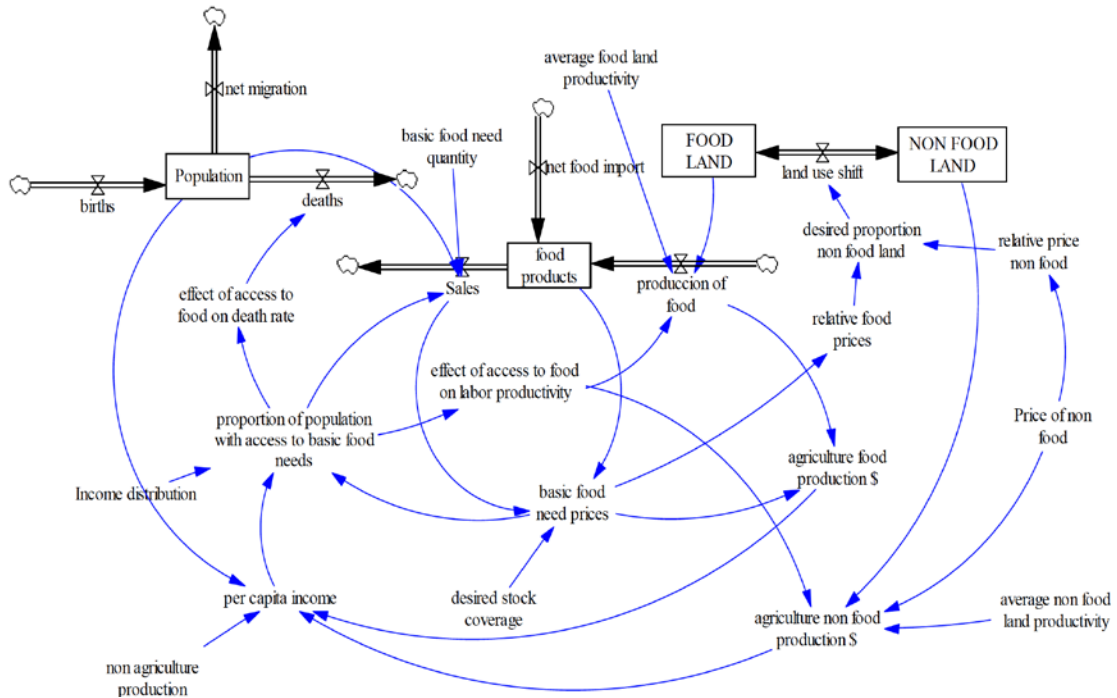 net migration
average food land
productivity
basic food need
quantity
FOOD
LAND
NON FOOD
LAND
Population
net food import
land use shift
births
deaths
desired proportion
non food land
relative price
non food
food
products
Sales
produccion of
food
effect of access to
food on death rate
relative food
prices
effect of access to food
on labor productivity
proportion of population
with access to basic food
needs
Price of non
food
agriculture food
production $
Income distribution
basic food
need prices
per capita income
desired stock
coverage
agriculture non food
production $
average non food
land productivity
non agriculture
production